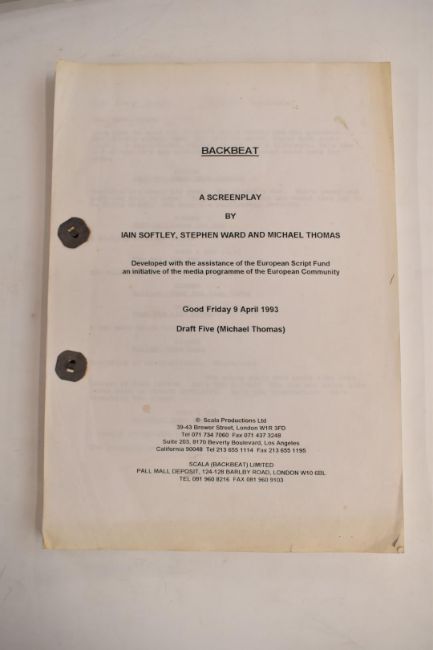 BACKBEAT
A SCREENPLAY
BY
IAIN SOFTLEY, STEPHEN WARD AND MICHAEL THOMAS
Developed with the assistance of the European Script Fund
an initiative of the media programme of the European Community
Good Friday 9 April 1993
Draft Five (Michael Thomas)
© Scala Productions Ltd
39-43 Brewer Street, London W1R 3FD
Tel 071 734 7060 Fax 071 437 3248
Suite 203, 8170 Beverly Boulevard, Los Angeles
California 90048 Tel 213 655 1114 Fax 213 655 1195
SCALA (BACKBEAT) LIMITED
PALL MALL DEPOSIT, 124-128 BARLBY ROAD, LONDON W10 6BL
TEL 081 960 8216 FAX 081 960 9103